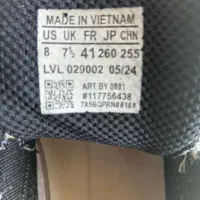 MADE IN VIETNAM
US UK FR JP CHN
8 7½ 41 260 255
LVL 029002 05/24
ART BY 0881
#117756438